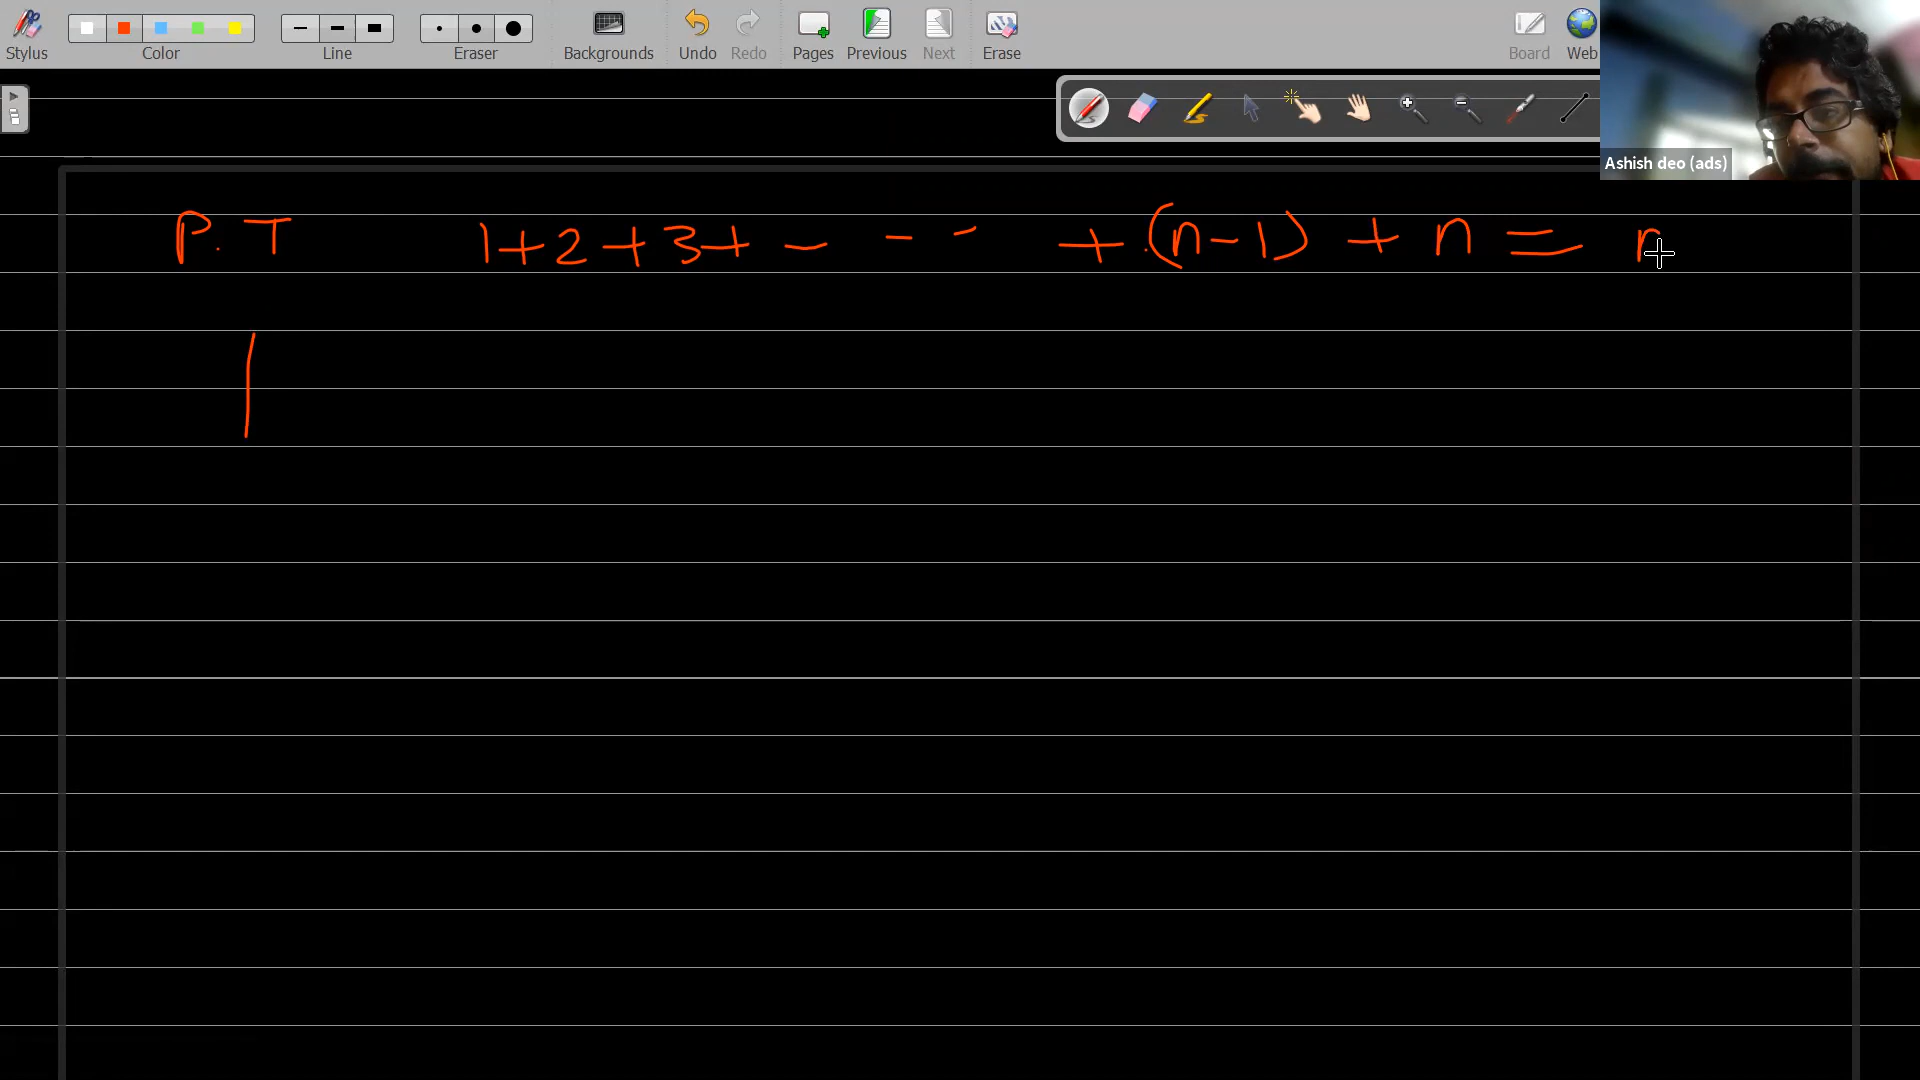 Stylus Color Line Eraser Backgrounds Undo Redo Pages Previous Next Erase Board Web
Ashish deo (ads)
P. T 1+2+3+ - - - + (n-1) + n = n